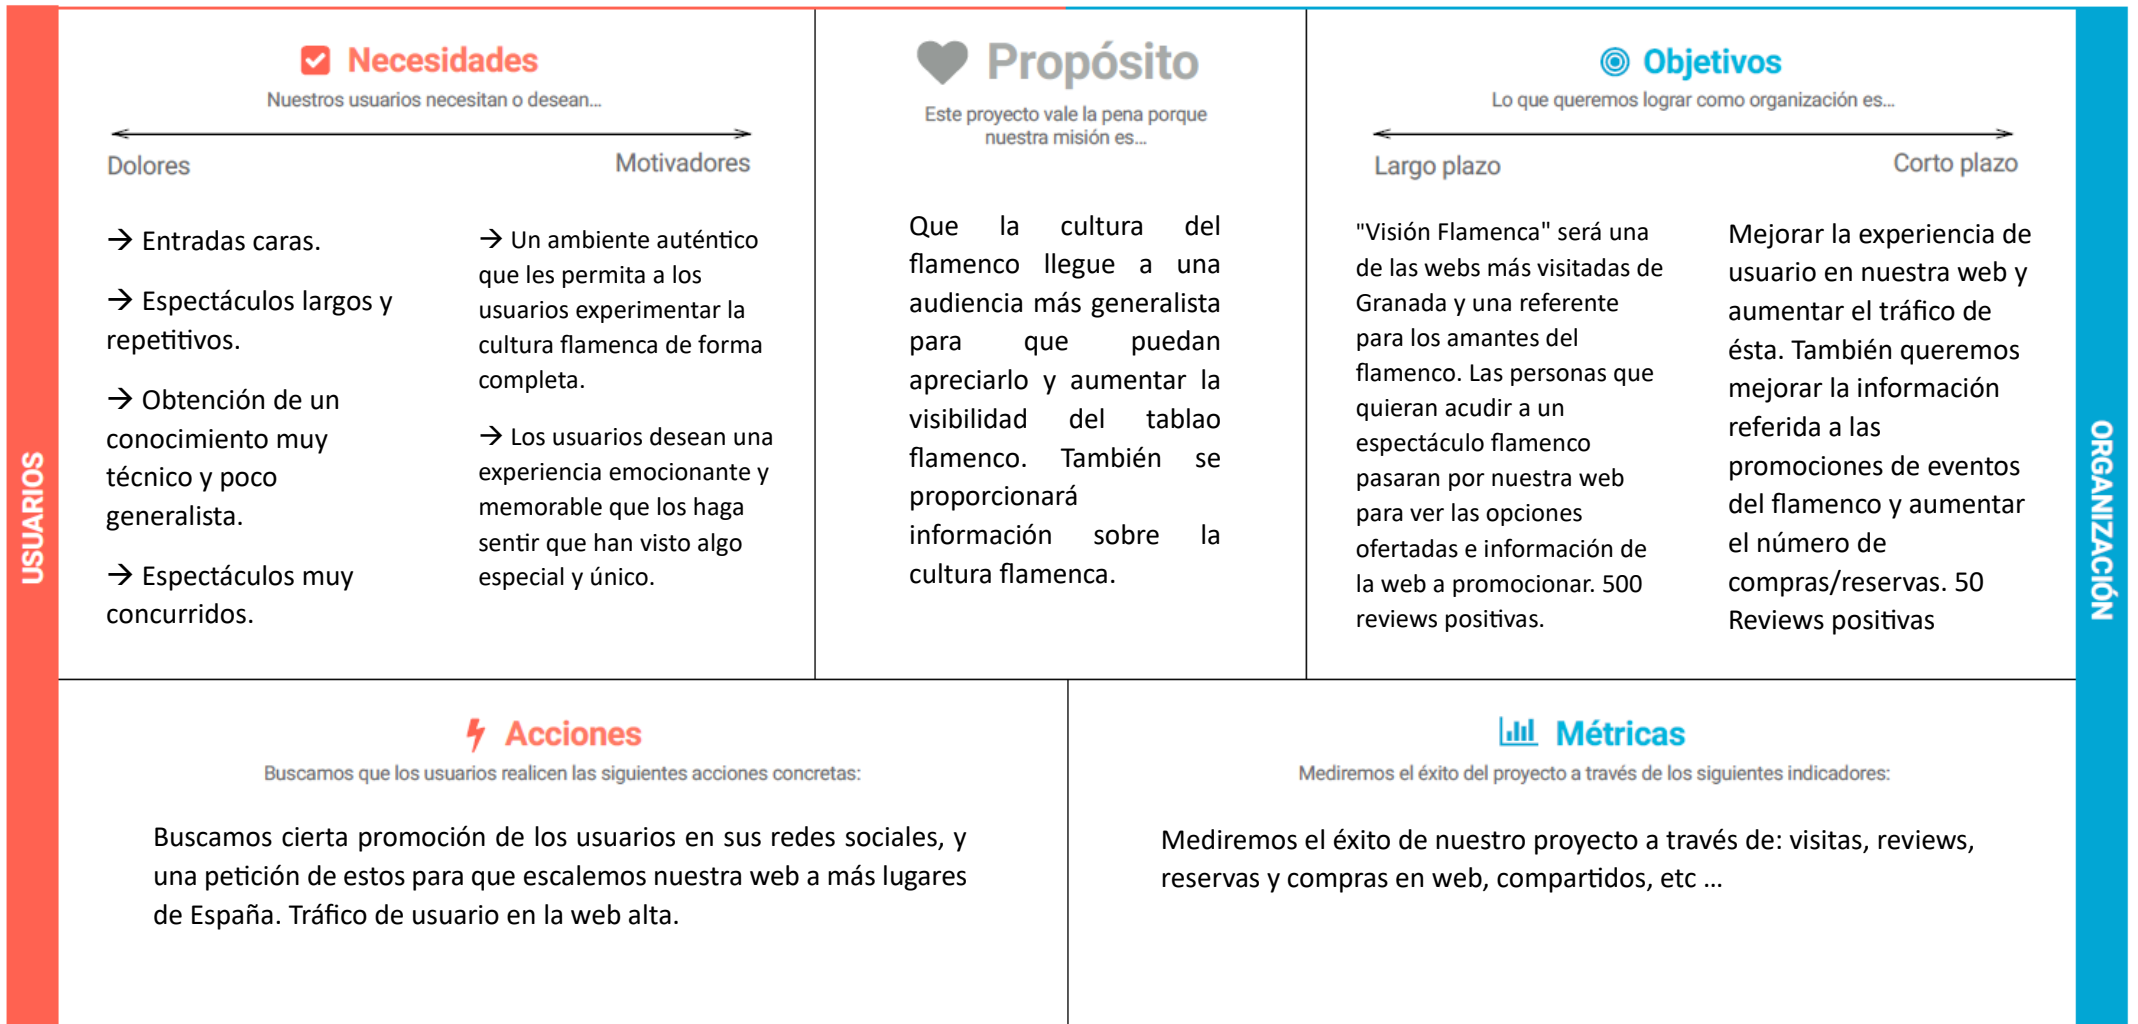 USUARIOS
Necesidades
Nuestros usuarios necesitan o desean...
Dolores
Motivadores
→ Entradas caras.
→ Espectáculos largos y
repetitivos.
→ Obtención de un
conocimiento muy
técnico y poco
generalista.
→ Espectáculos muy
concurridos.
→ Un ambiente auténtico
que les permita a los
usuarios experimentar la
cultura flamenca de forma
completa.
→ Los usuarios desean una
experiencia emocionante y
memorable que los haga
sentir que han visto algo
especial y único.
Propósito
Este proyecto vale la pena porque
nuestra misión es...
Que la cultura del
flamenco llegue a una
audiencia más generalista
para que puedan
apreciarlo y aumentar la
visibilidad del tablao
flamenco. También se
proporcionará
información sobre la
cultura flamenca.
Objetivos
Lo que queremos lograr como organización es...
Largo plazo
Corto plazo
"Visión Flamenca" será una
de las webs más visitadas de
Granada y una referente
para los amantes del
flamenco. Las personas que
quieran acudir a un
espectáculo flamenco
pasaran por nuestra web
para ver las opciones
ofertadas e información de
la web a promocionar. 500
reviews positivas.
Mejorar la experiencia de
usuario en nuestra web y
aumentar el tráfico de
ésta. También queremos
mejorar la información
referida a las
promociones de eventos
del flamenco y aumentar
el número de
compras/reservas. 50
Reviews positivas
ORGANIZACIÓN
Acciones
Buscamos que los usuarios realicen las siguientes acciones concretas:
Buscamos cierta promoción de los usuarios en sus redes sociales, y
una petición de estos para que escalemos nuestra web a más lugares
de España. Tráfico de usuario en la web alta.
Métricas
Mediremos el éxito del proyecto a través de los siguientes indicadores:
Mediremos el éxito de nuestro proyecto a través de: visitas, reviews,
reservas y compras en web, compartidos, etc ...